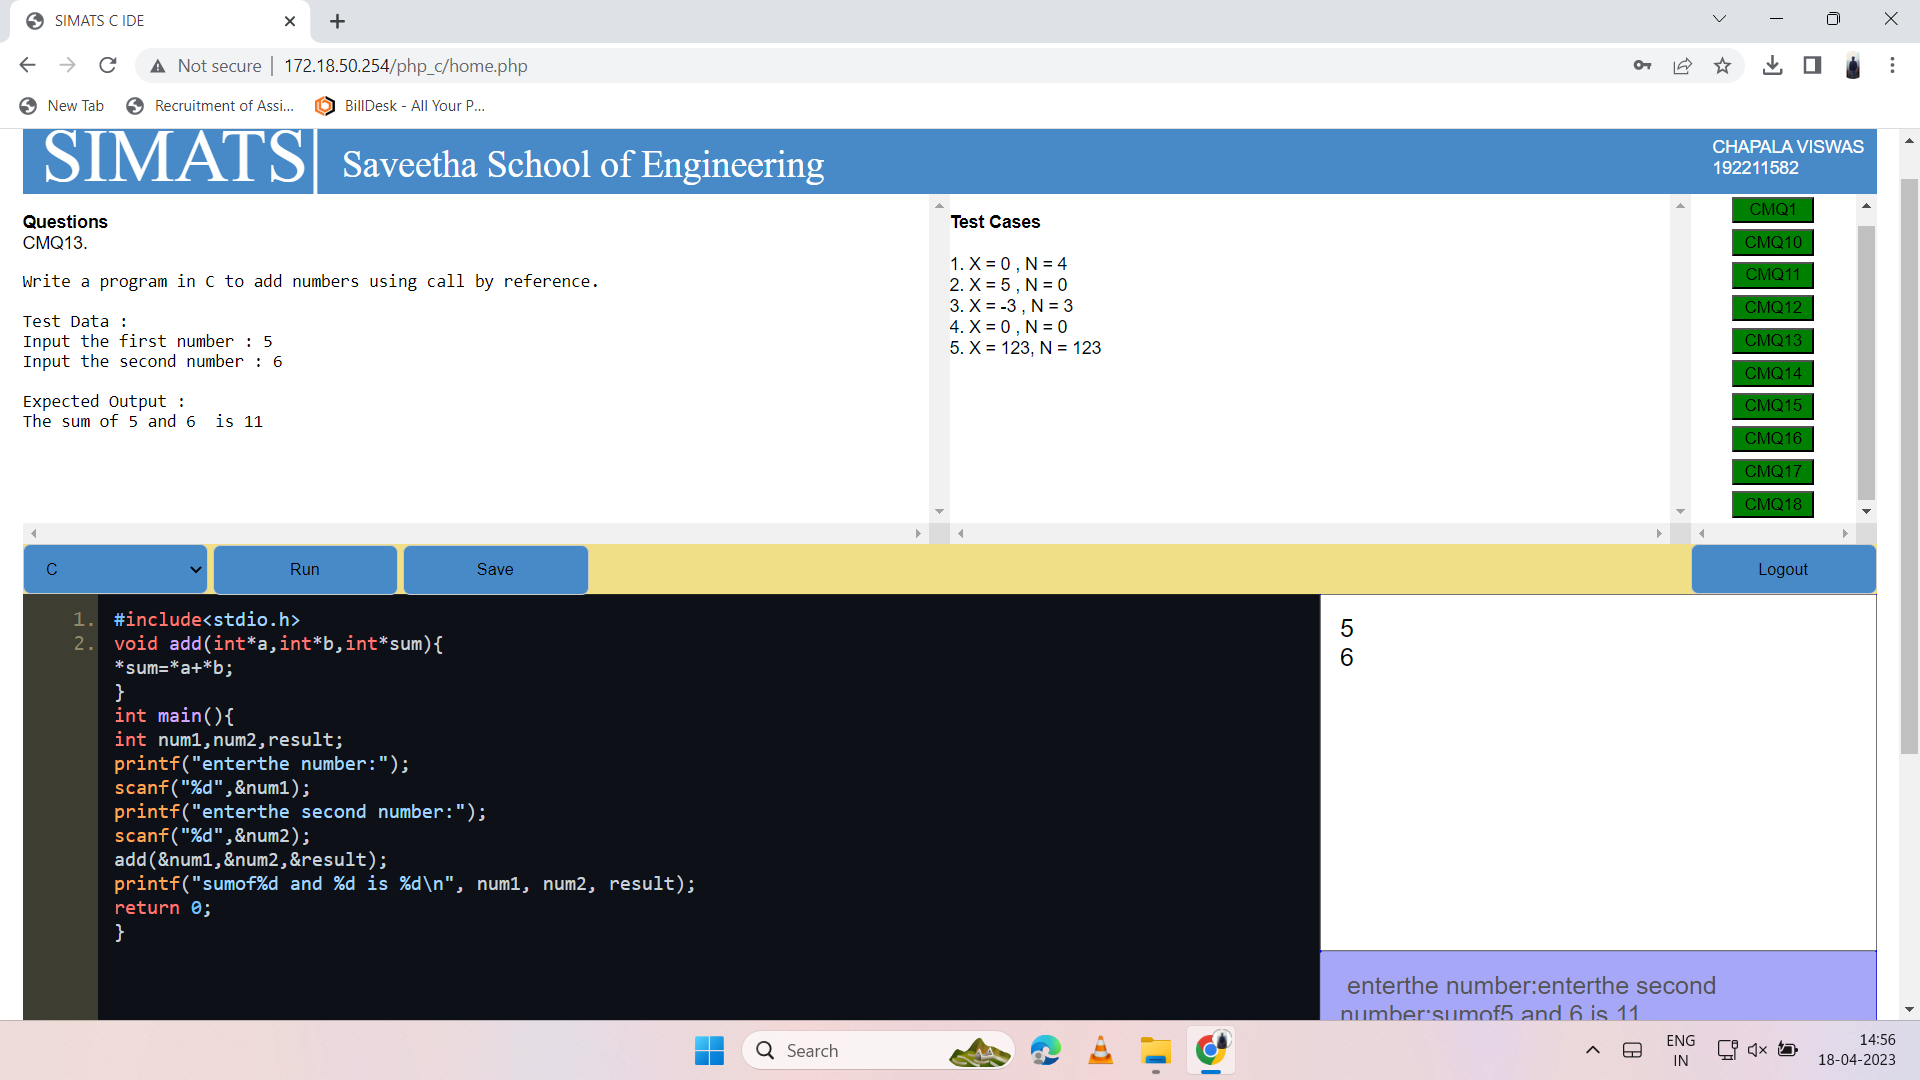 SIMATS C IDE
Not secure 172.18.50.254/php_c/home.php
New Tab Recruitment of Assi... BillDesk - All Your P...
SIMATS Saveetha School of Engineering
CHAPALA VISWAS
192211582
Questions
CMQ13.
Write a program in C to add numbers using call by reference.
Test Data :
Input the first number : 5
Input the second number : 6
Expected Output :
The sum of 5 and 6  is 11
Test Cases
1. X = 0 , N = 4
2. X = 5 , N = 0
3. X = -3 , N = 3
4. X = 0 , N = 0
5. X = 123, N = 123
CMQ1
CMQ10
CMQ11
CMQ12
CMQ13
CMQ14
CMQ15
CMQ16
CMQ17
CMQ18
C Run Save Logout
1. #include<stdio.h>
2. void add(int*a,int*b,int*sum){
*sum=*a+*b;
}
int main(){
int num1,num2,result;
printf("enterthe number:");
scanf("%d",&num1);
printf("enterthe second number:");
scanf("%d",&num2);
add(&num1,&num2,&result);
printf("sumof%d and %d is %d\n", num1, num2, result);
return 0;
}
5
6
enterthe number:enterthe second
number:sumof5 and 6 is 11
Search
ENG
IN
14:56
18-04-2023